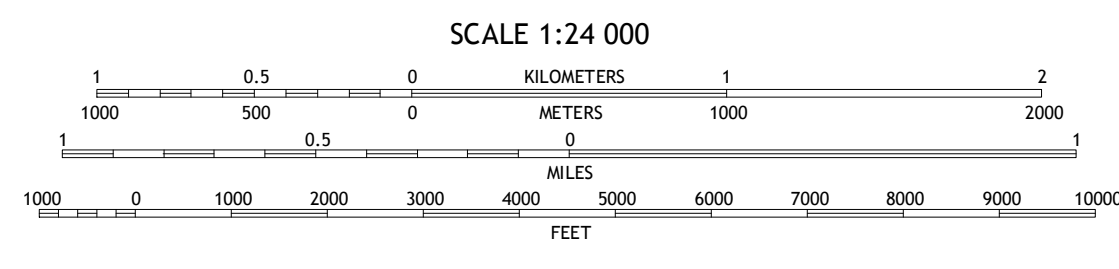 SCALE 1:24 000
1 0.5 0 KILOMETERS 1 2
1000 500 0 METERS 1000 2000
1 0.5 0 1
MILES
1000 0 1000 2000 3000 4000 5000 6000 7000 8000 9000 10000
FEET